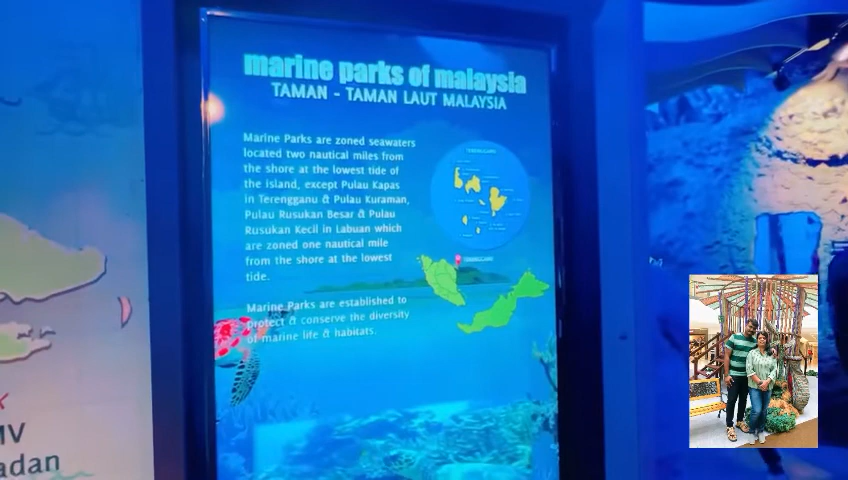 marine parks of malaysia
TAMAN - TAMAN LAUT MALAYSIA
Marine Parks are zoned seawaters
located two nautical miles from
the shore at the lowest tide of
the island, except Pulau Kapas
in Terengganu & Pulau Kuraman,
Pulau Rusukan Besar & Pulau
Rusukan Kecil in Labuan which
are zoned one nautical mile
from the shore at the lowest
tide.
Marine Parks are established to
protect & conserve the diversity
of marine life & habitats.
TERENGGANU
MV
adan